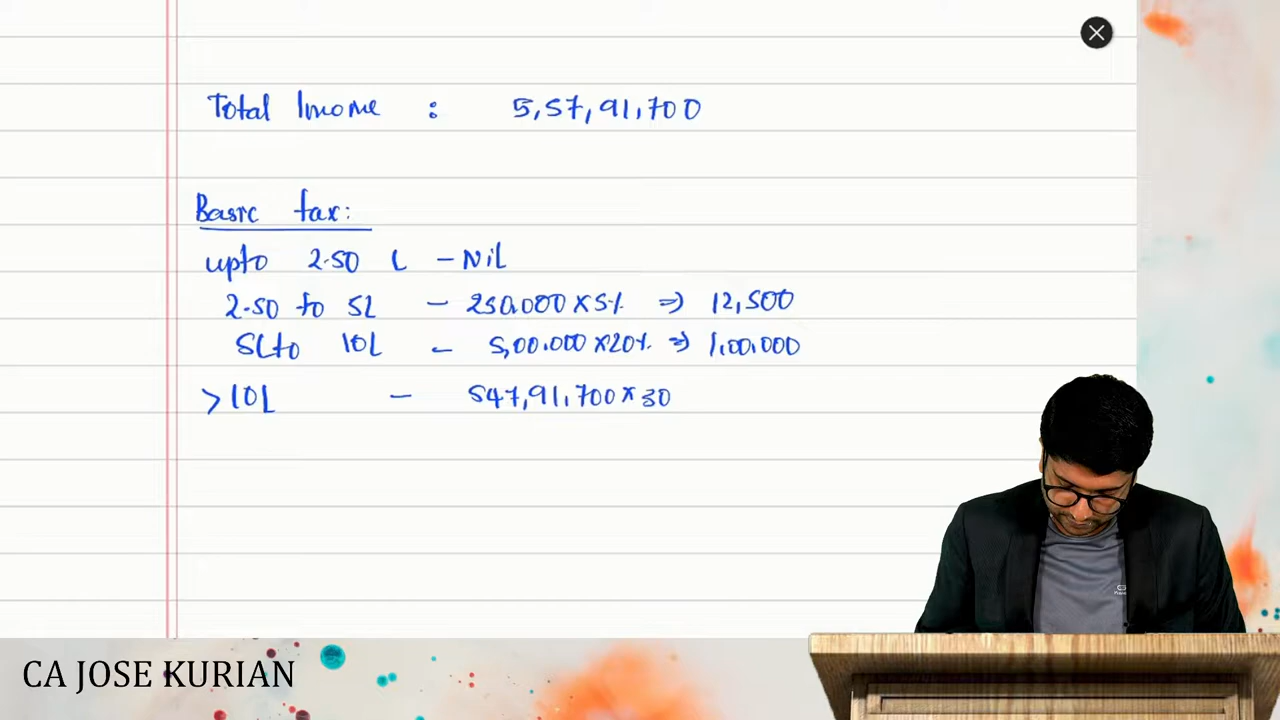 Total Income : 5,57,91,700
Basic tax:
upto 2.50 L - Nil
2.50 to 5L - 250,000 x 5% ⇒ 12,500
5L to 10L - 5,00,000 x 20% ⇒ 1,00,000
>10L - 547,91,700 x 30
CA JOSE KURIAN